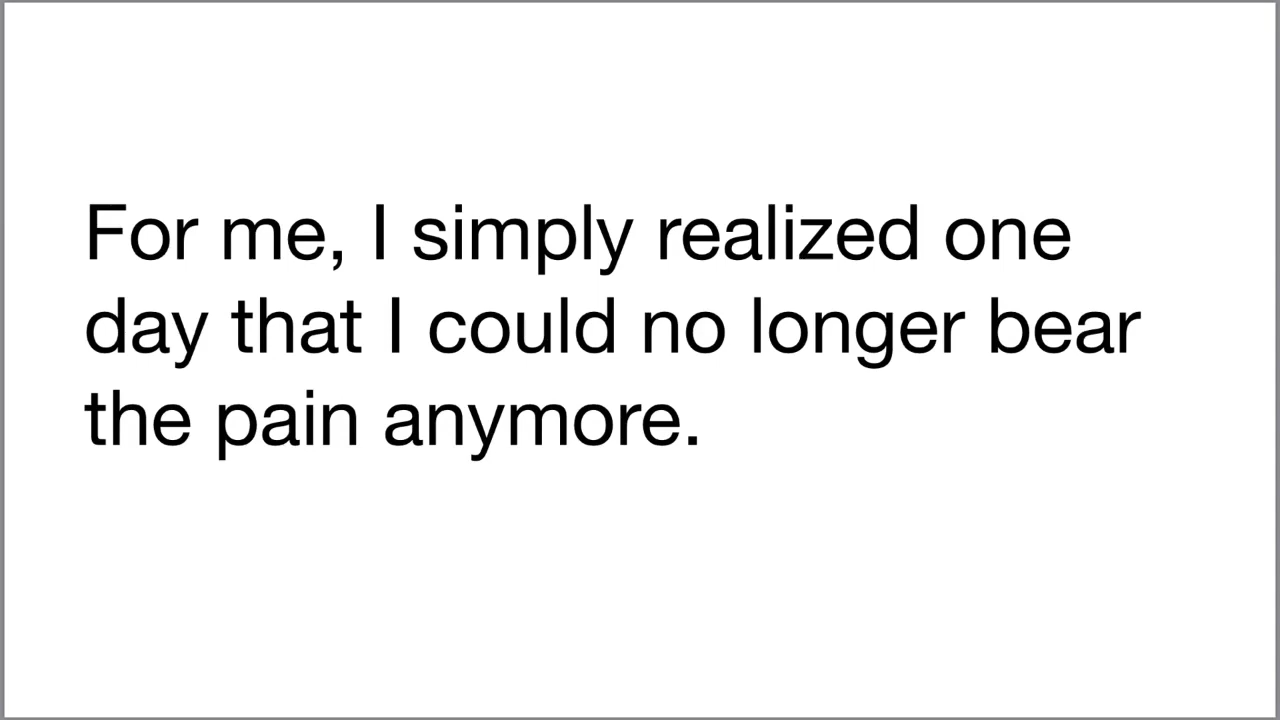 For me, I simply realized one
day that I could no longer bear
the pain anymore.